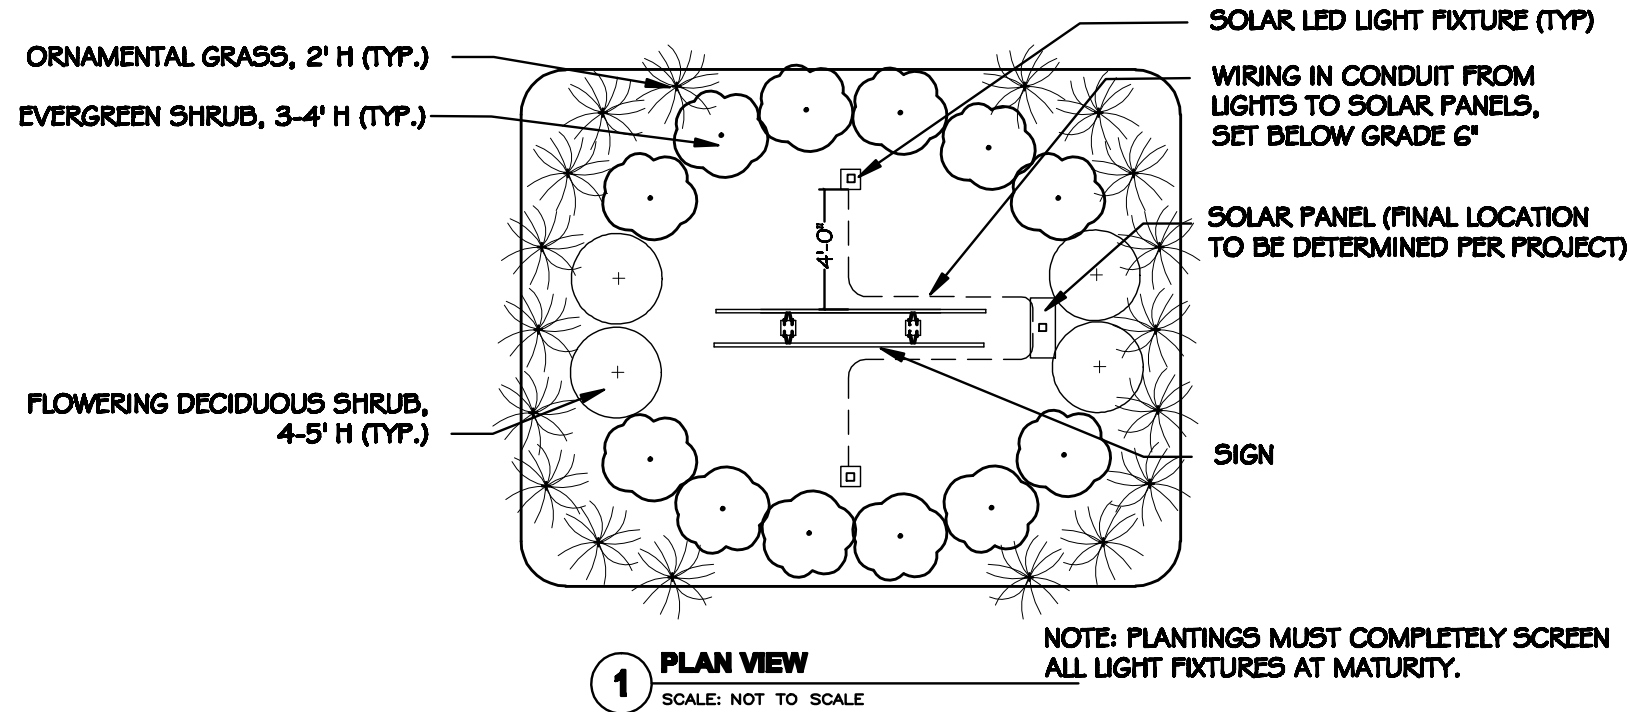 ORNAMENTAL GRASS, 2' H (TYP.)
EVERGREEN SHRUB, 3-4' H (TYP.)
FLOWERING DECIDUOUS SHRUB,
4-5' H (TYP.)
4'-0"
SOLAR LED LIGHT FIXTURE (TYP)
WIRING IN CONDUIT FROM
LIGHTS TO SOLAR PANELS,
SET BELOW GRADE 6"
SOLAR PANEL (FINAL LOCATION
TO BE DETERMINED PER PROJECT)
SIGN
NOTE: PLANTINGS MUST COMPLETELY SCREEN
ALL LIGHT FIXTURES AT MATURITY.
1
PLAN VIEW
SCALE: NOT TO SCALE